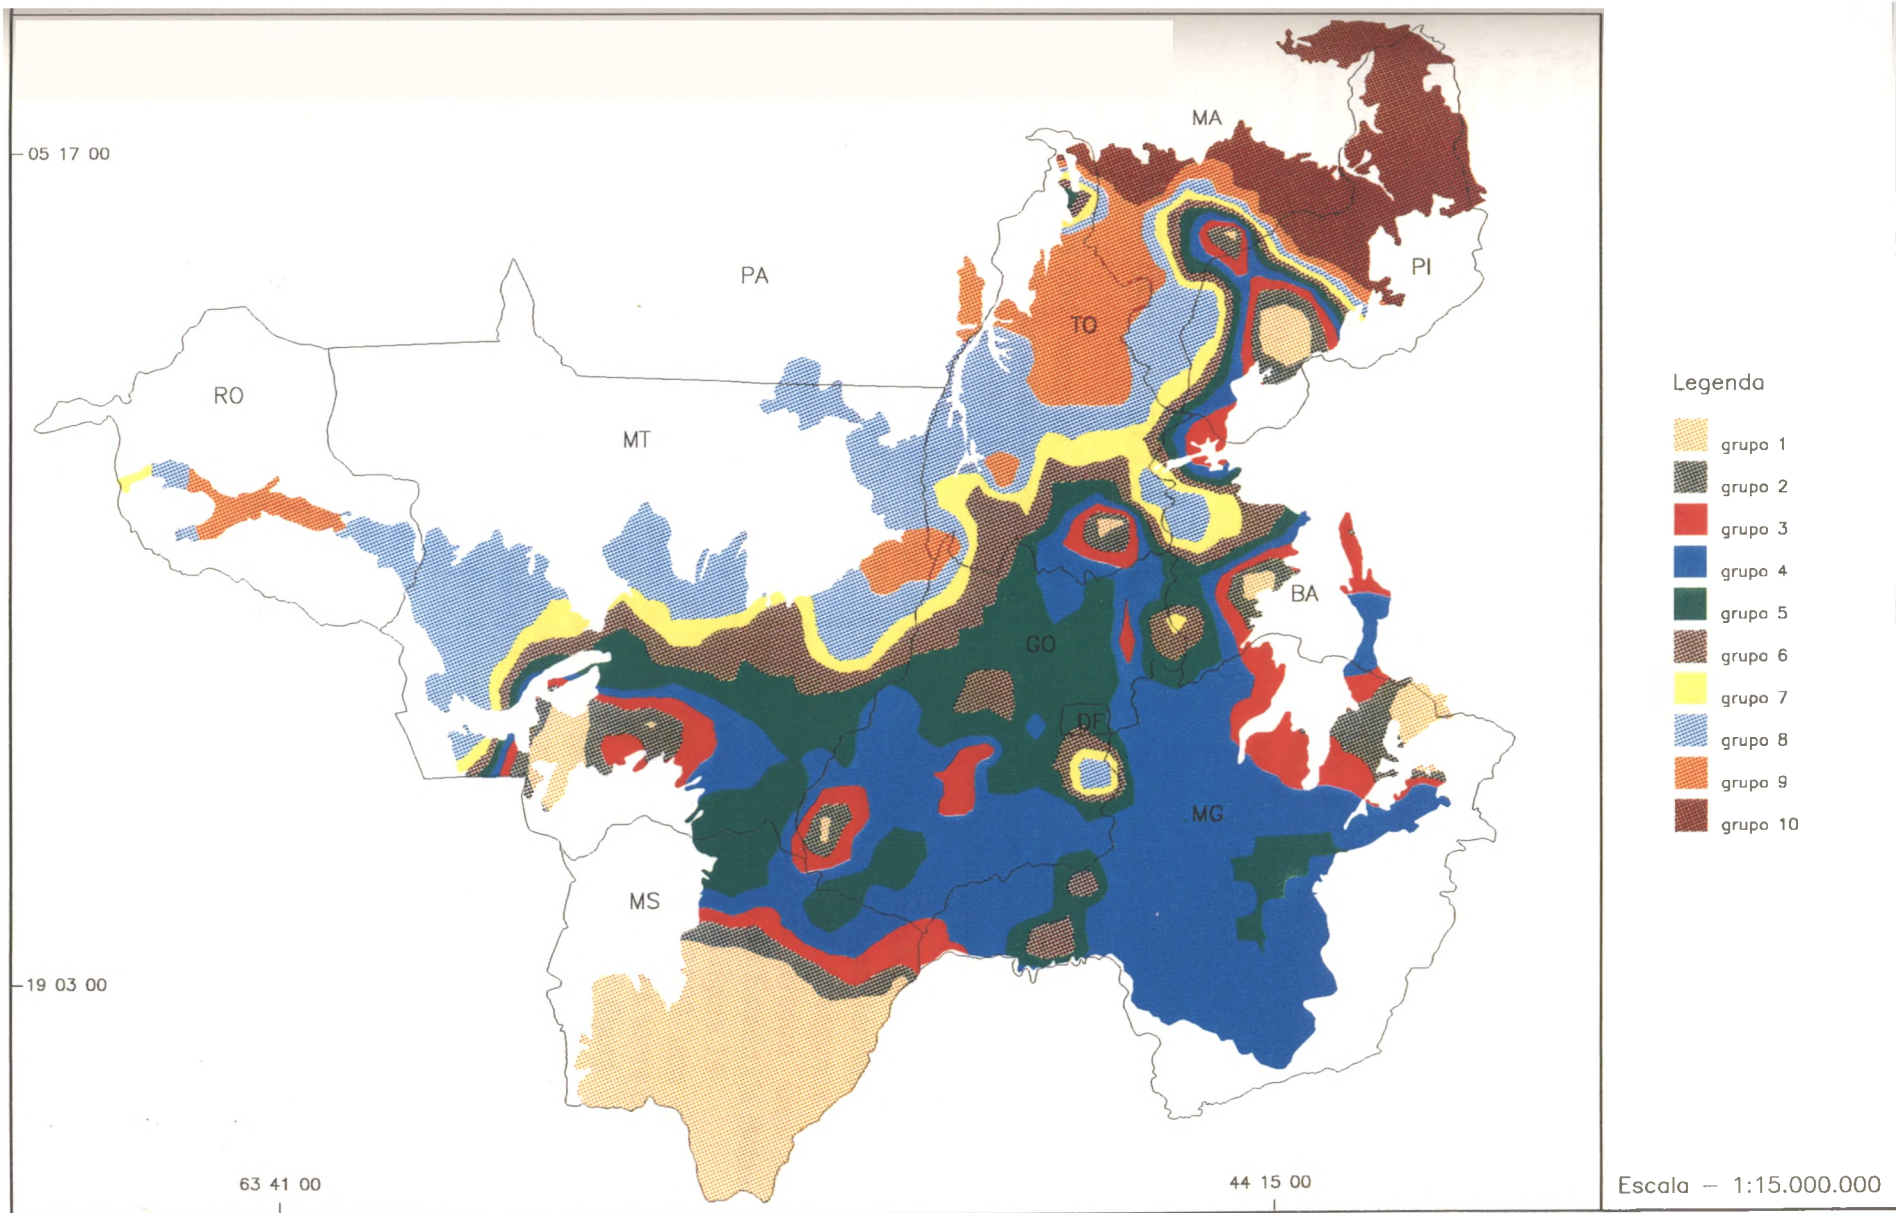 MA
05 17 00
PI
PA
TO
RO
MT
BA
GO
DF
MG
MS
19 03 00
63 41 00
44 15 00
Legenda
grupo 1
grupo 2
grupo 3
grupo 4
grupo 5
grupo 6
grupo 7
grupo 8
grupo 9
grupo 10
Escala – 1:15.000.000